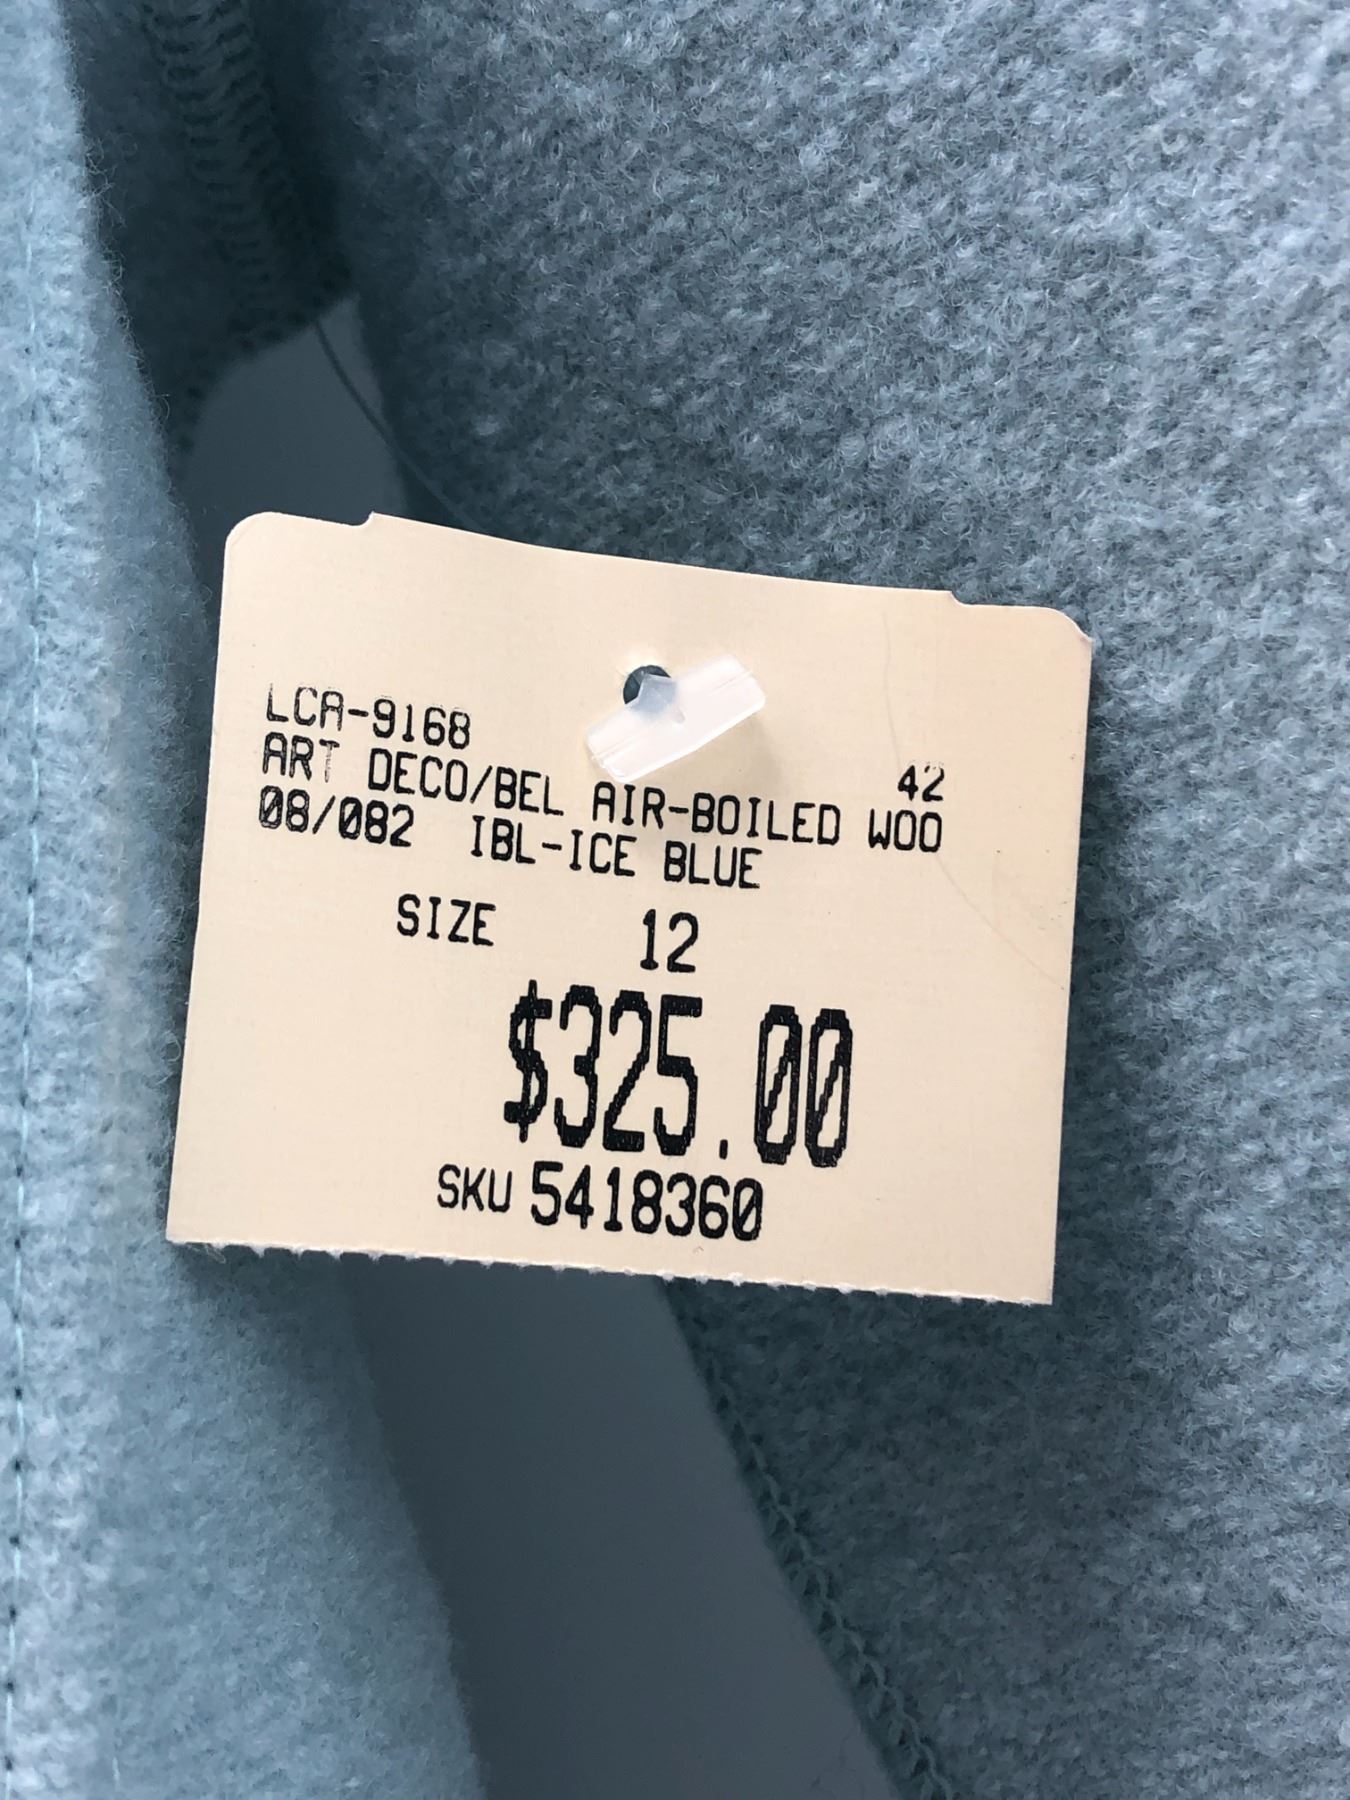 LCA-9168
42
ART DECO/BEL AIR-BOILED WOO
08/082 IBL-ICE BLUE
SIZE 12
$325.00
SKU 5418360